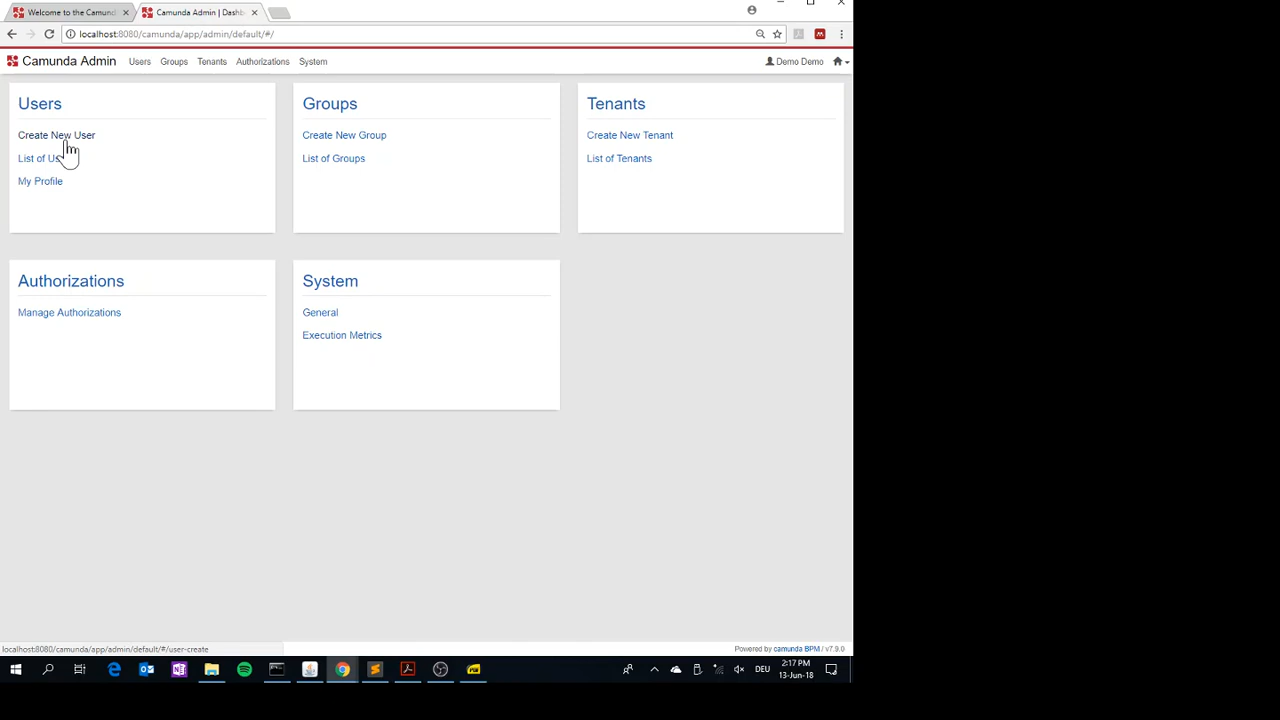 Welcome to the Camund
Camunda Admin | Dashb
localhost:8080/camunda/app/admin/default/#/
Camunda Admin Users Groups Tenants Authorizations System Demo Demo
Users
Create New User
List of Us
My Profile
Groups
Create New Group
List of Groups
Tenants
Create New Tenant
List of Tenants
Authorizations
Manage Authorizations
System
General
Execution Metrics
localhost:8080/camunda/app/admin/default/#/user-create
Powered by camunda BPM / v7.9.0
DEU
2:17 PM
13-Jun-18